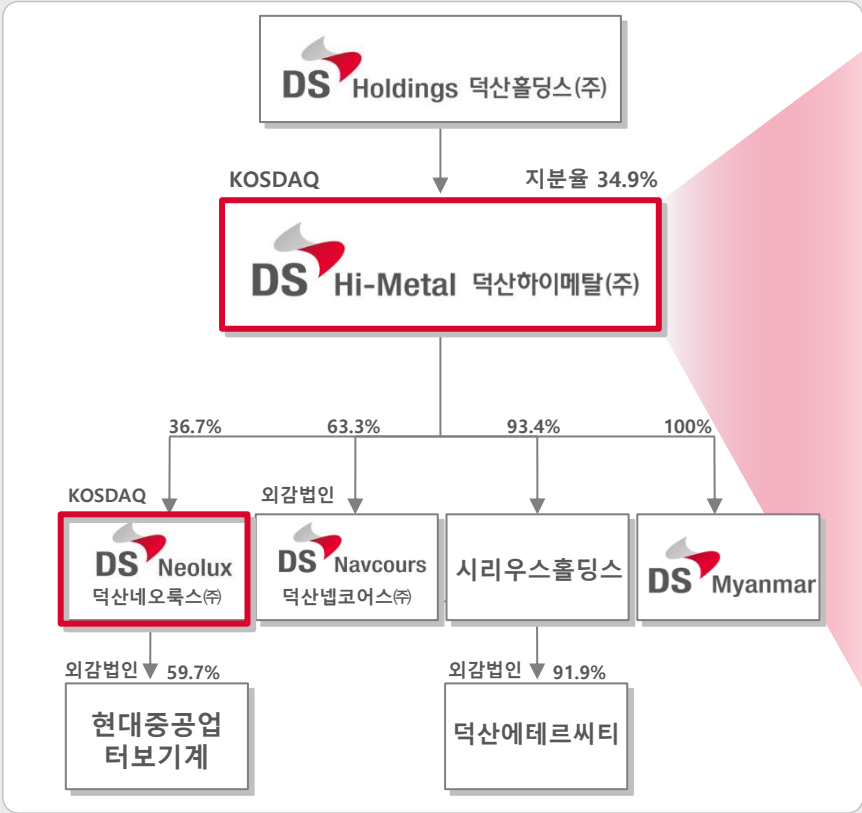 DS Holdings 덕산홀딩스(주)
KOSDAQ 지분율 34.9%
DS Hi-Metal 덕산하이메탈(주)
36.7% 63.3% 93.4% 100%
KOSDAQ 외감법인
DS Neolux
덕산네오룩스㈜
DS Navcours
덕산넵코어스㈜
시리우스홀딩스
DS Myanmar
외감법인 59.7%
외감법인 91.9%
현대중공업
터보기계
덕산에테르씨티